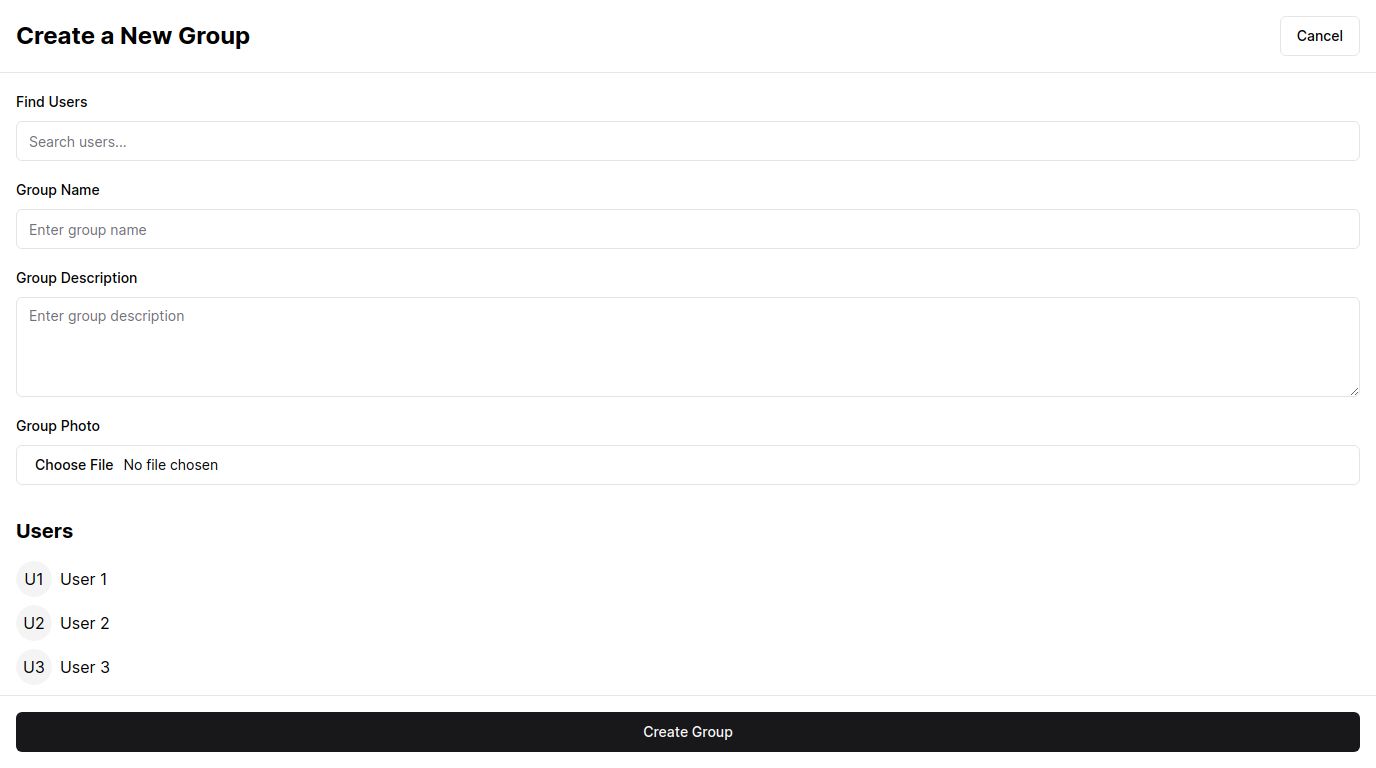 Create a New Group
Cancel
Find Users
Search users...
Group Name
Enter group name
Group Description
Enter group description
Group Photo
Choose File No file chosen
Users
U1 User 1
U2 User 2
U3 User 3
Create Group